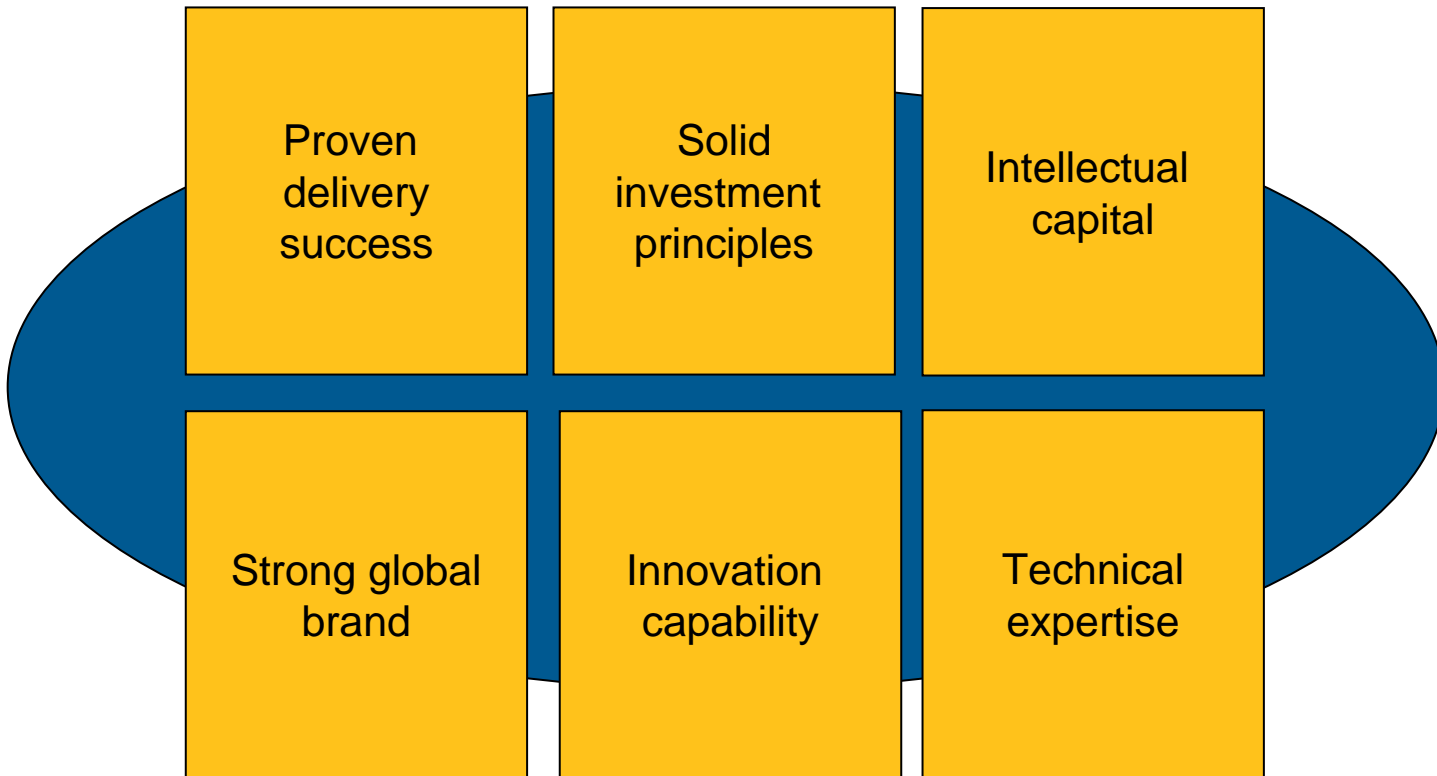 Proven
delivery
success
Solid
investment
principles
Intellectual
capital
Strong global
brand
Innovation
capability
Technical
expertise